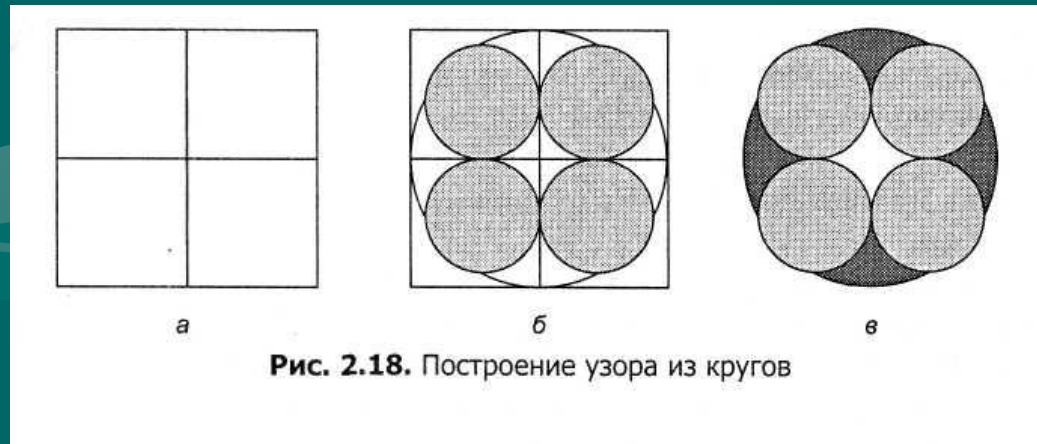 а
б
в
Рис. 2.18. Построение узора из кругов